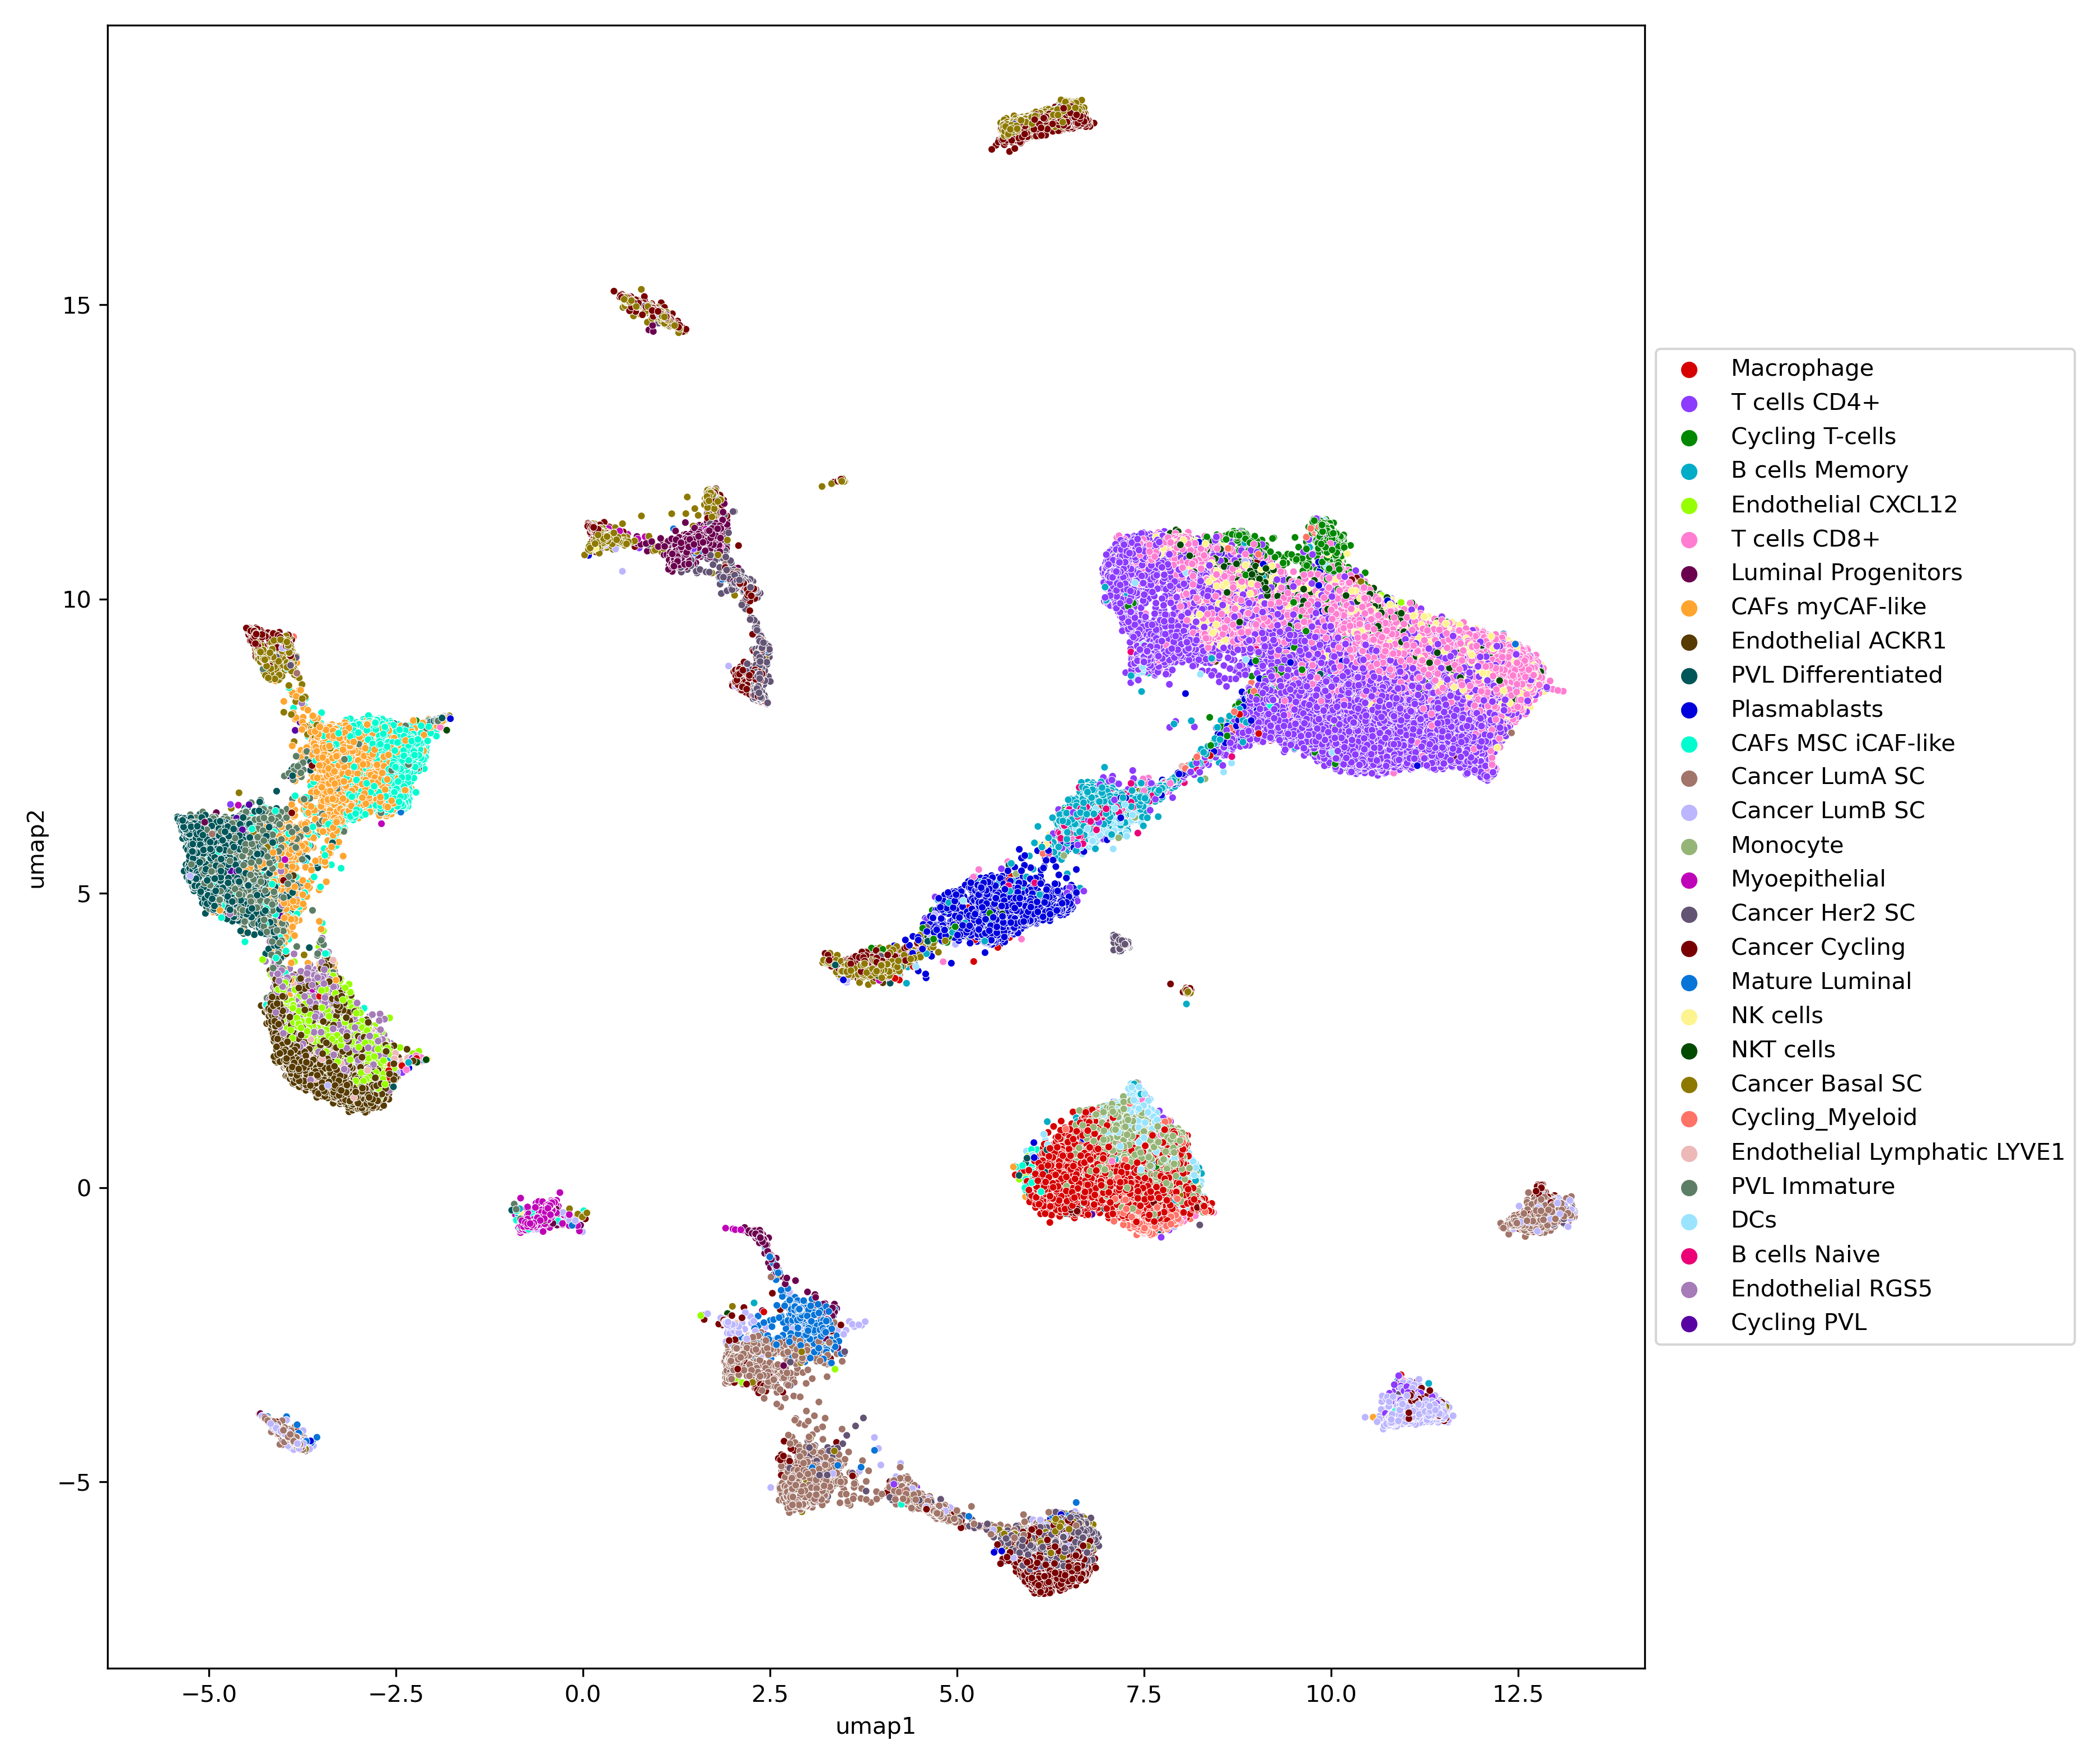 15
10
5
0
−5
umap2
−5.0
−2.5
0.0
2.5
5.0
7.5
10.0
12.5
umap1
Macrophage
T cells CD4+
Cycling T-cells
B cells Memory
Endothelial CXCL12
T cells CD8+
Luminal Progenitors
CAFs myCAF-like
Endothelial ACKR1
PVL Differentiated
Plasmablasts
CAFs MSC iCAF-like
Cancer LumA SC
Cancer LumB SC
Monocyte
Myoepithelial
Cancer Her2 SC
Cancer Cycling
Mature Luminal
NK cells
NKT cells
Cancer Basal SC
Cycling_Myeloid
Endothelial Lymphatic LYVE1
PVL Immature
DCs
B cells Naive
Endothelial RGS5
Cycling PVL